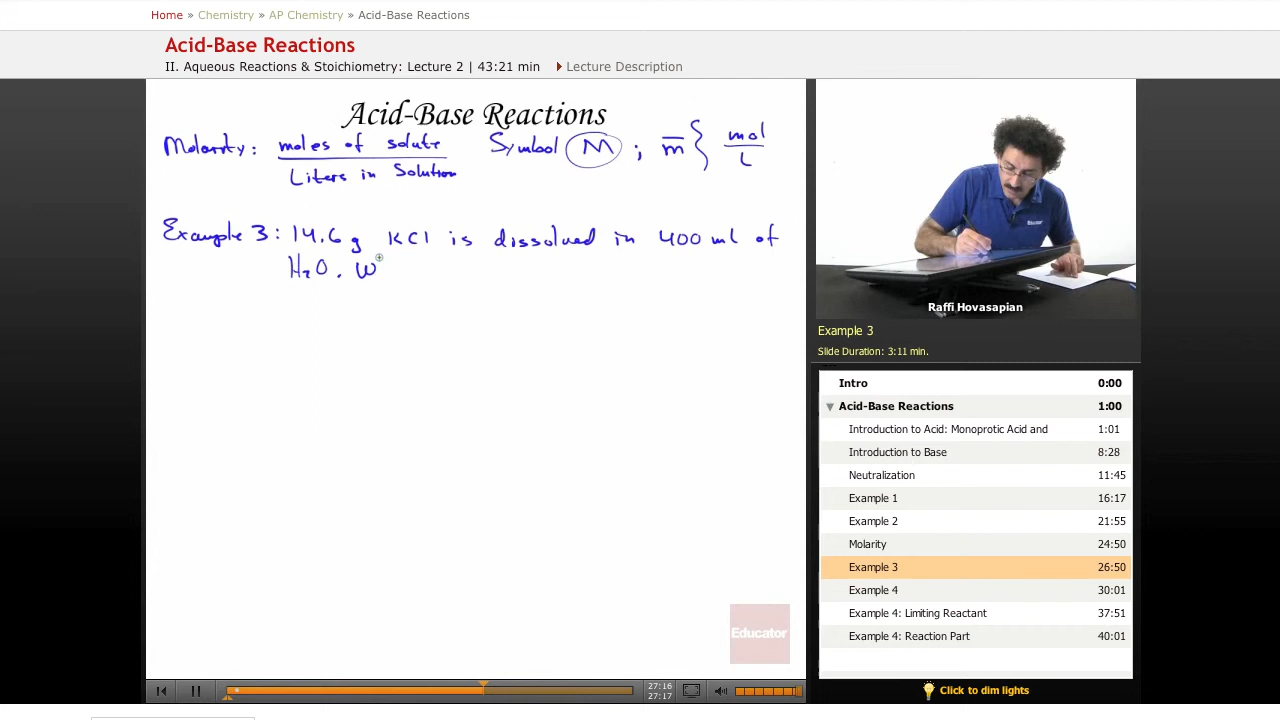 Home » Chemistry » AP Chemistry » Acid-Base Reactions
Acid-Base Reactions
II. Aqueous Reactions & Stoichiometry: Lecture 2 | 43:21 min
Lecture Description
Acid-Base Reactions
Molarity: moles of solute / Liters in Solution Symbol M ; m } mol / L
Example 3: 14.6 g KCl is dissolved in 400 ml of
H₂O. W
Educator
Raffi Hovasapian
Example 3
Slide Duration: 3:11 min.
Intro 0:00
Acid-Base Reactions 1:00
Introduction to Acid: Monoprotic Acid and 1:01
Introduction to Base 8:28
Neutralization 11:45
Example 1 16:17
Example 2 21:55
Molarity 24:50
Example 3 26:50
Example 4 30:01
Example 4: Limiting Reactant 37:51
Example 4: Reaction Part 40:01
27:16
27:17
Click to dim lights